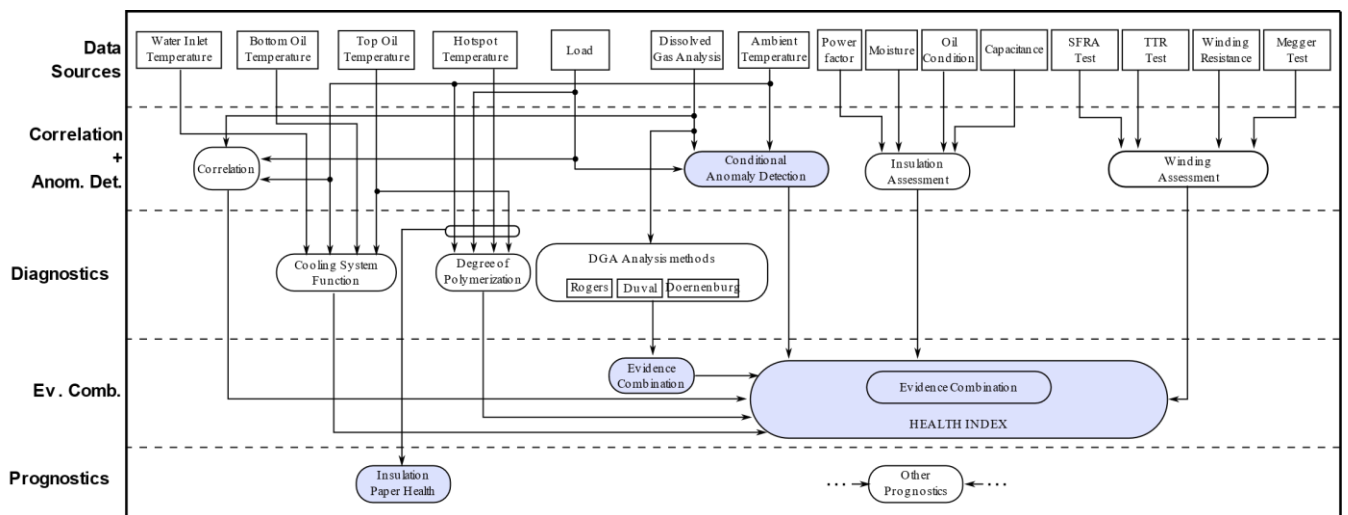 Data
Sources
Water Inlet
Temperature
Bottom Oil
Temperature
Top Oil
Temperature
Hotspot
Temperature
Load
Dissolved
Gas Analysis
Ambient
Temperature
Power
factor
Moisture
Oil
Condition
Capacitance
SFRA
Test
TTR
Test
Winding
Resistance
Megger
Test
Correlation
+
Anom. Det.
Correlation
Conditional
Anomaly Detection
Insulation
Assessment
Winding
Assessment
Diagnostics
Cooling System
Function
Degree of
Polymerization
DGA Analysis methods
Rogers
Duval
Doernenburg
Ev. Comb.
Evidence
Combination
Evidence Combination
HEALTH INDEX
Prognostics
Insulation
Paper Health
...
Other
Prognostics
...